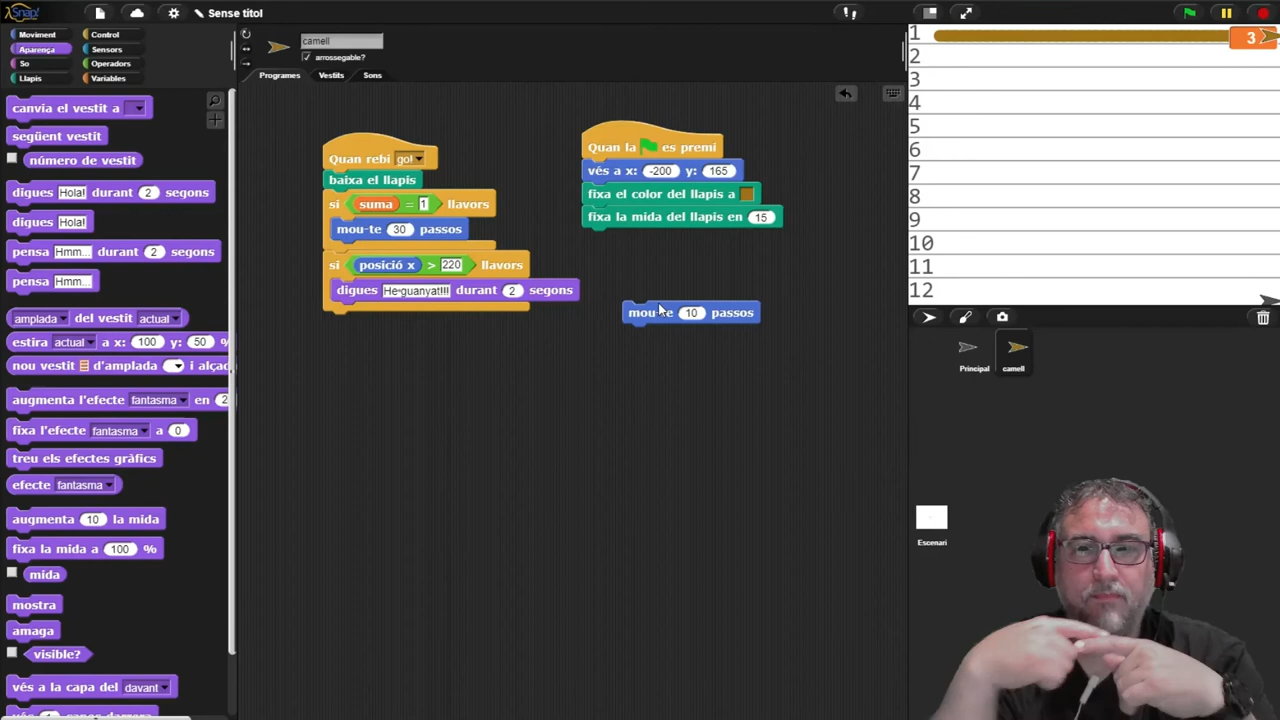 Snap!
Sense títol
Moviment
Control
Aparença
Sensors
So
Operadors
Llapis
Variables
canvia el vestit a
següent vestit
número de vestit
digues Hola! durant 2 segons
digues Hola!
pensa Hmm... durant 2 segons
pensa Hmm...
amplada del vestit actual
estira actual a x: 100 y: 50 %
nou vestit d'amplada i alçad
augmenta l'efecte fantasma en 2
fixa l'efecte fantasma a 0
treu els efectes gràfics
efecte fantasma
augmenta 10 la mida
fixa la mida a 100 %
mida
mostra
amaga
visible?
vés a la capa del davant
camell
arrossegable?
Programes
Vestits
Sons
Quan rebi go!
baixa el llapis
si suma = 1 llavors
mou-te 30 passos
si posició x > 220 llavors
digues He guanyat!!! durant 2 segons
Quan la es premi
vés a x: -200 y: 165
fixa el color del llapis a
fixa la mida del llapis en 15
mou-te 10 passos
1
3
2
3
4
5
6
7
8
9
10
11
12
Principal
camell
Escenari